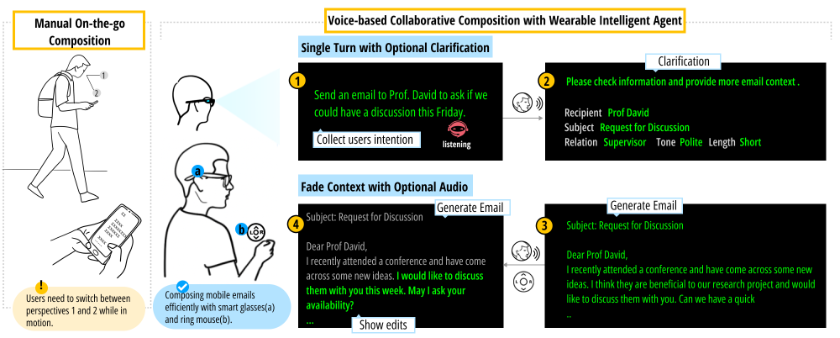 Manual On-the-go
Composition
1
2
!
Users need to switch between
perspectives 1 and 2 while in
motion.
Voice-based Collaborative Composition with Wearable Intelligent Agent
a
b
L O R
Composing mobile emails
efficiently with smart glasses(a)
and ring mouse(b).
Single Turn with Optional Clarification
1
Send an email to Prof. David to ask if we
could have a discussion this Friday.
Collect users intention
listening
Clarification
2
Please check information and provide more email context .
Recipient Prof David
Subject Request for Discussion
Relation Supervisor Tone Polite Length Short
Fade Context with Optional Audio
Generate Email
3
Subject: Request for Discussion
Dear Prof David,
I recently attended a conference and have come across some new
ideas. I think they are beneficial to our research project and would
like to discuss them with you. Can we have a quick
..
L O R
Generate Email
4
Subject: Request for Discussion
Dear Prof David,
I recently attended a conference and have come
across some new ideas. I would like to discuss
them with you this week. May I ask your
availability?
...
Show edits